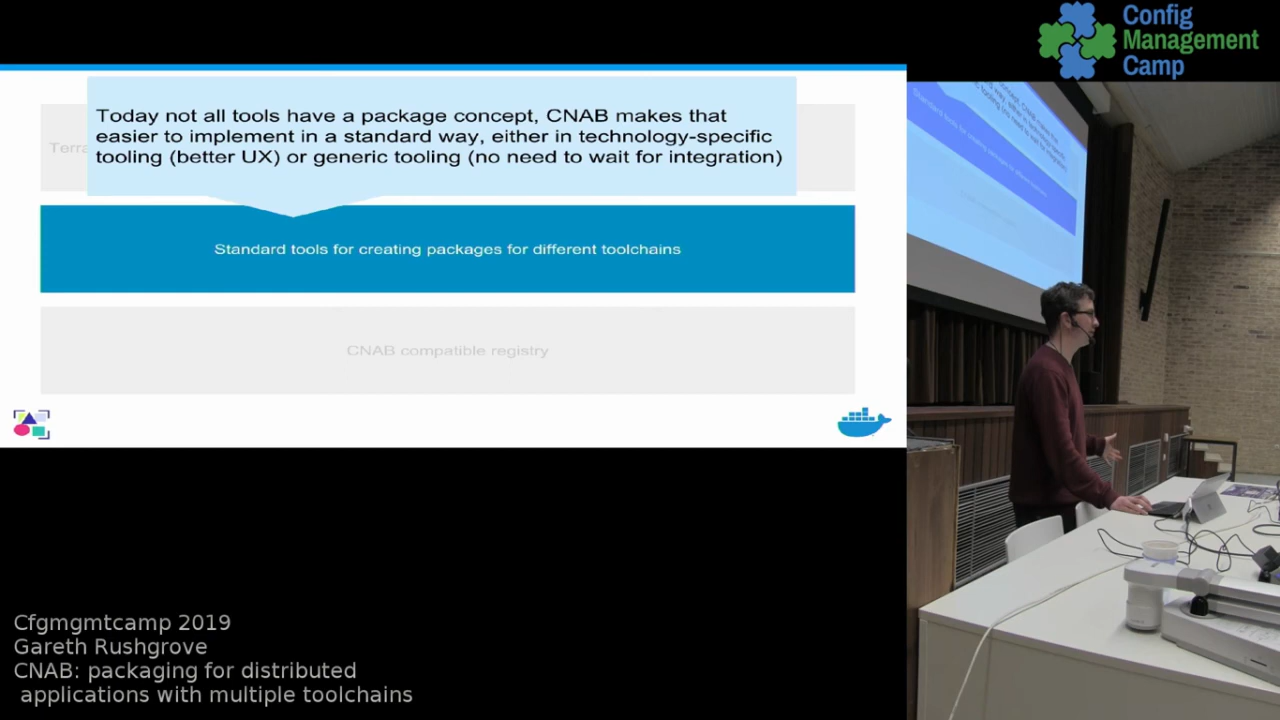 Config
Management
Camp
Today not all tools have a package concept, CNAB makes that
easier to implement in a standard way, either in technology-specific
tooling (better UX) or generic tooling (no need to wait for integration)
Terra
Standard tools for creating packages for different toolchains
CNAB compatible registry
Cfgmgmtcamp 2019
Gareth Rushgrove
CNAB: packaging for distributed
applications with multiple toolchains